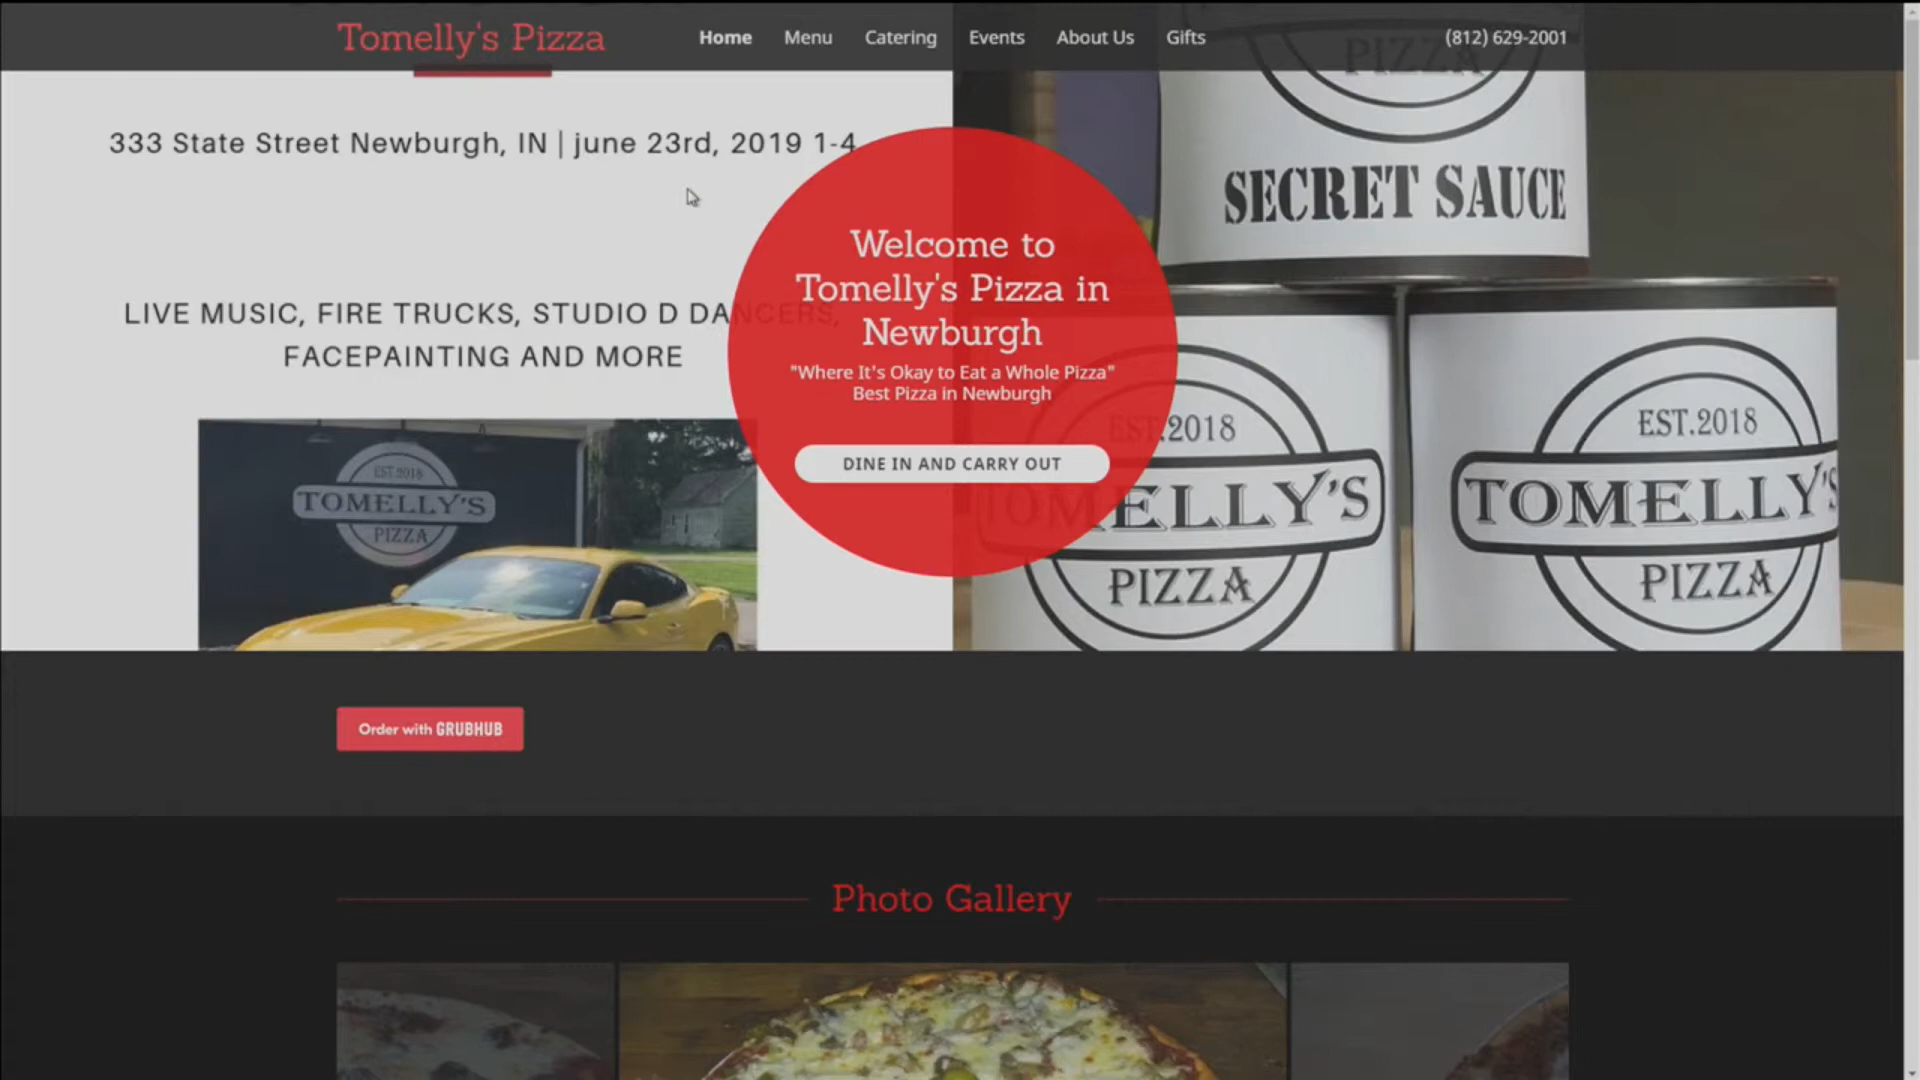 Tomelly's Pizza
Home
Menu
Catering
Events
About Us
Gifts
(812) 629-2001
333 State Street Newburgh, IN | june 23rd, 2019 1-4
LIVE MUSIC, FIRE TRUCKS, STUDIO D DANCERS,
FACEPAINTING AND MORE
EST.2018
TOMELLY'S
PIZZA
Welcome to
Tomelly's Pizza in
Newburgh
"Where It's Okay to Eat a Whole Pizza"
Best Pizza in Newburgh
DINE IN AND CARRY OUT
PIZZA
SECRET SAUCE
EST.2018
TOMELLY'S
PIZZA
EST.2018
TOMELLY'S
PIZZA
Order with GRUBHUB
Photo Gallery